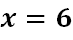 x = 6